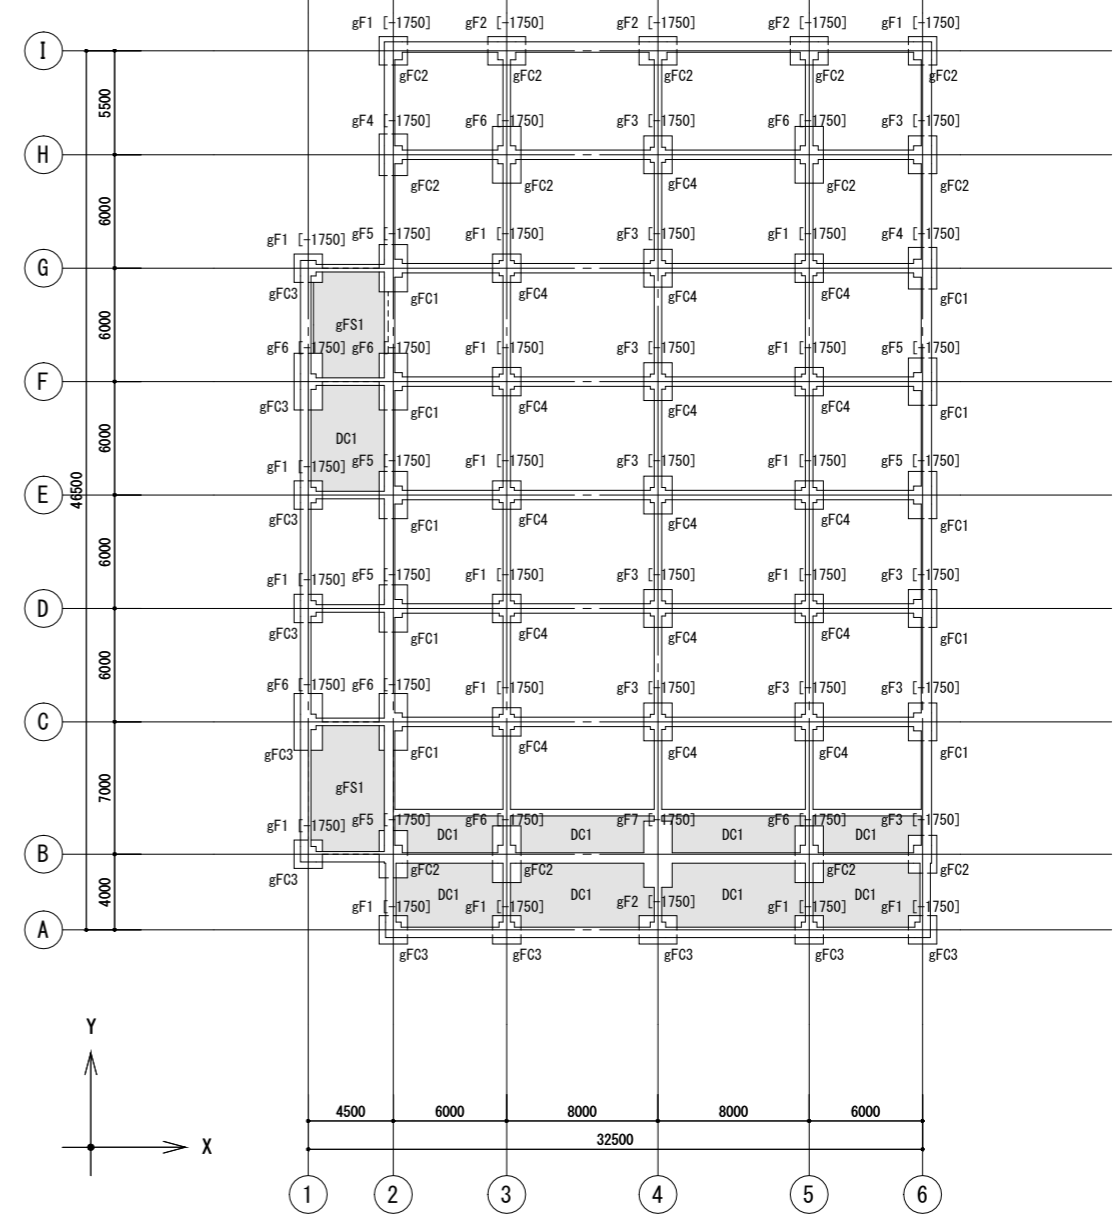 gF1 [-1750] gF2 [-1750] gF2 [-1750] gF2 [-1750] gF1 [-1750]
I
gFC2 gFC2 gFC2 gFC2 gFC2
5500
gF4 [-1750] gF6 [-1750] gF3 [-1750] gF6 [-1750] gF3 [-1750]
H
gFC2 gFC2 gFC4 gFC2 gFC2
6000
gF1 [-1750] gF5 [-1750] gF1 [-1750] gF3 [-1750] gF1 [-1750] gF4 [-1750]
G
gFC3 gFC1 gFC4 gFC4 gFC4 gFC1
6000
gFS1
gF6 [-1750] gF6 [-1750] gF1 [-1750] gF3 [-1750] gF1 [-1750] gF5 [-1750]
F
gFC3 gFC1 gFC4 gFC4 gFC4 gFC1
6000
DC1
gF1 [-1750] gF5 [-1750] gF1 [-1750] gF3 [-1750] gF1 [-1750] gF5 [-1750]
46500
E
gFC3 gFC1 gFC4 gFC4 gFC4 gFC1
6000
gF1 [-1750] gF5 [-1750] gF1 [-1750] gF3 [-1750] gF1 [-1750] gF3 [-1750]
D
gFC3 gFC1 gFC4 gFC4 gFC4 gFC1
6000
gF6 [-1750] gF6 [-1750] gF1 [-1750] gF3 [-1750] gF3 [-1750] gF3 [-1750]
C
gFC3 gFC1 gFC4 gFC4 gFC4 gFC1
7000
gFS1
gF1 [-1750] gF5 [-1750] gF6 [-1750] gF7 [-1750] gF6 [-1750] gF3 [-1750]
DC1 DC1 DC1 DC1
B
gFC3 gFC2 gFC2 gFC2 gFC2
4000
DC1 DC1 DC1 DC1
gF1 [-1750] gF1 [-1750] gF2 [-1750] gF1 [-1750] gF1 [-1750]
A
gFC3 gFC3 gFC3 gFC3 gFC3
Y
X
4500 6000 8000 8000 6000
32500
1 2 3 4 5 6